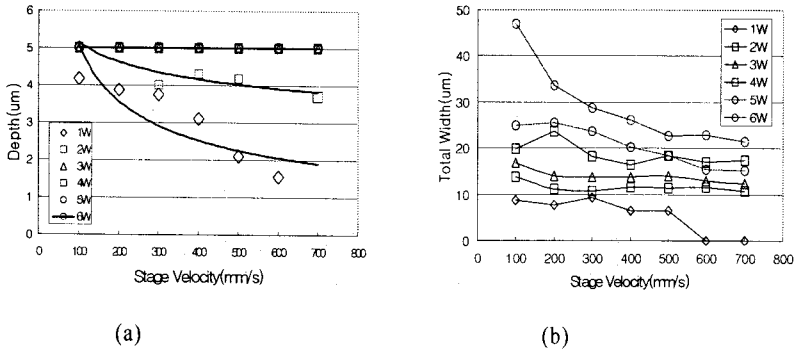 6
5
4
3
2
1
0
Depth(um)
1W
2W
3W
4W
5W
6W
0 100 200 300 400 500 600 700 800
Stage Velocity(mm/s)
(a)
50
40
30
20
10
0
Total Width(um)
1W
2W
3W
4W
5W
6W
0 100 200 300 400 500 600 700 800
Stage Velocity(mm/s)
(b)